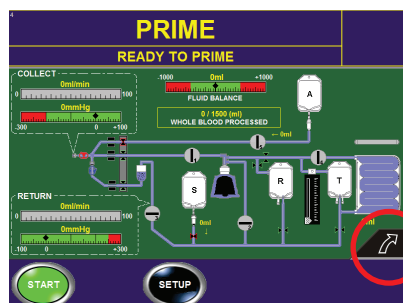 4
PRIME
READY TO PRIME
COLLECT
0ml/min
0 100
0mmHg
-300 0 +100
-1000 0ml +1000
FLUID BALANCE
0 / 1500 (ml)
WHOLE BLOOD PROCESSED
A
← 0ml
S
R
T
RETURN
0ml/min
0 100
0mmHg
-100 0 +300
0ml
↓
0ml
START
SETUP